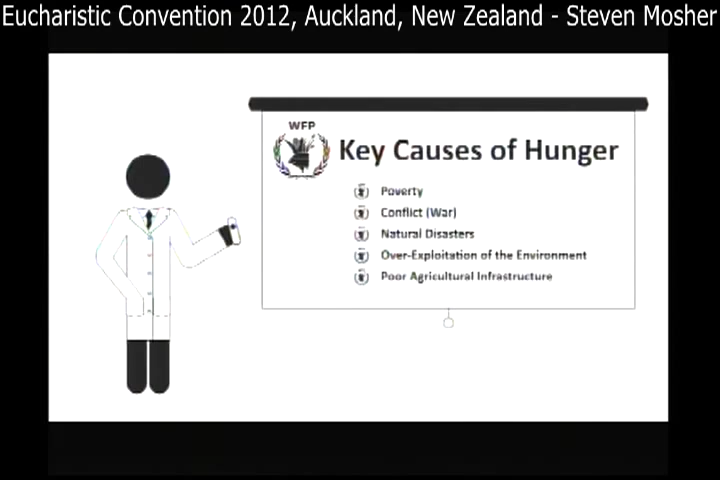 Eucharistic Convention 2012, Auckland, New Zealand - Steven Mosher
WFP
Key Causes of Hunger
Poverty
Conflict (War)
Natural Disasters
Over-Exploitation of the Environment
Poor Agricultural Infrastructure